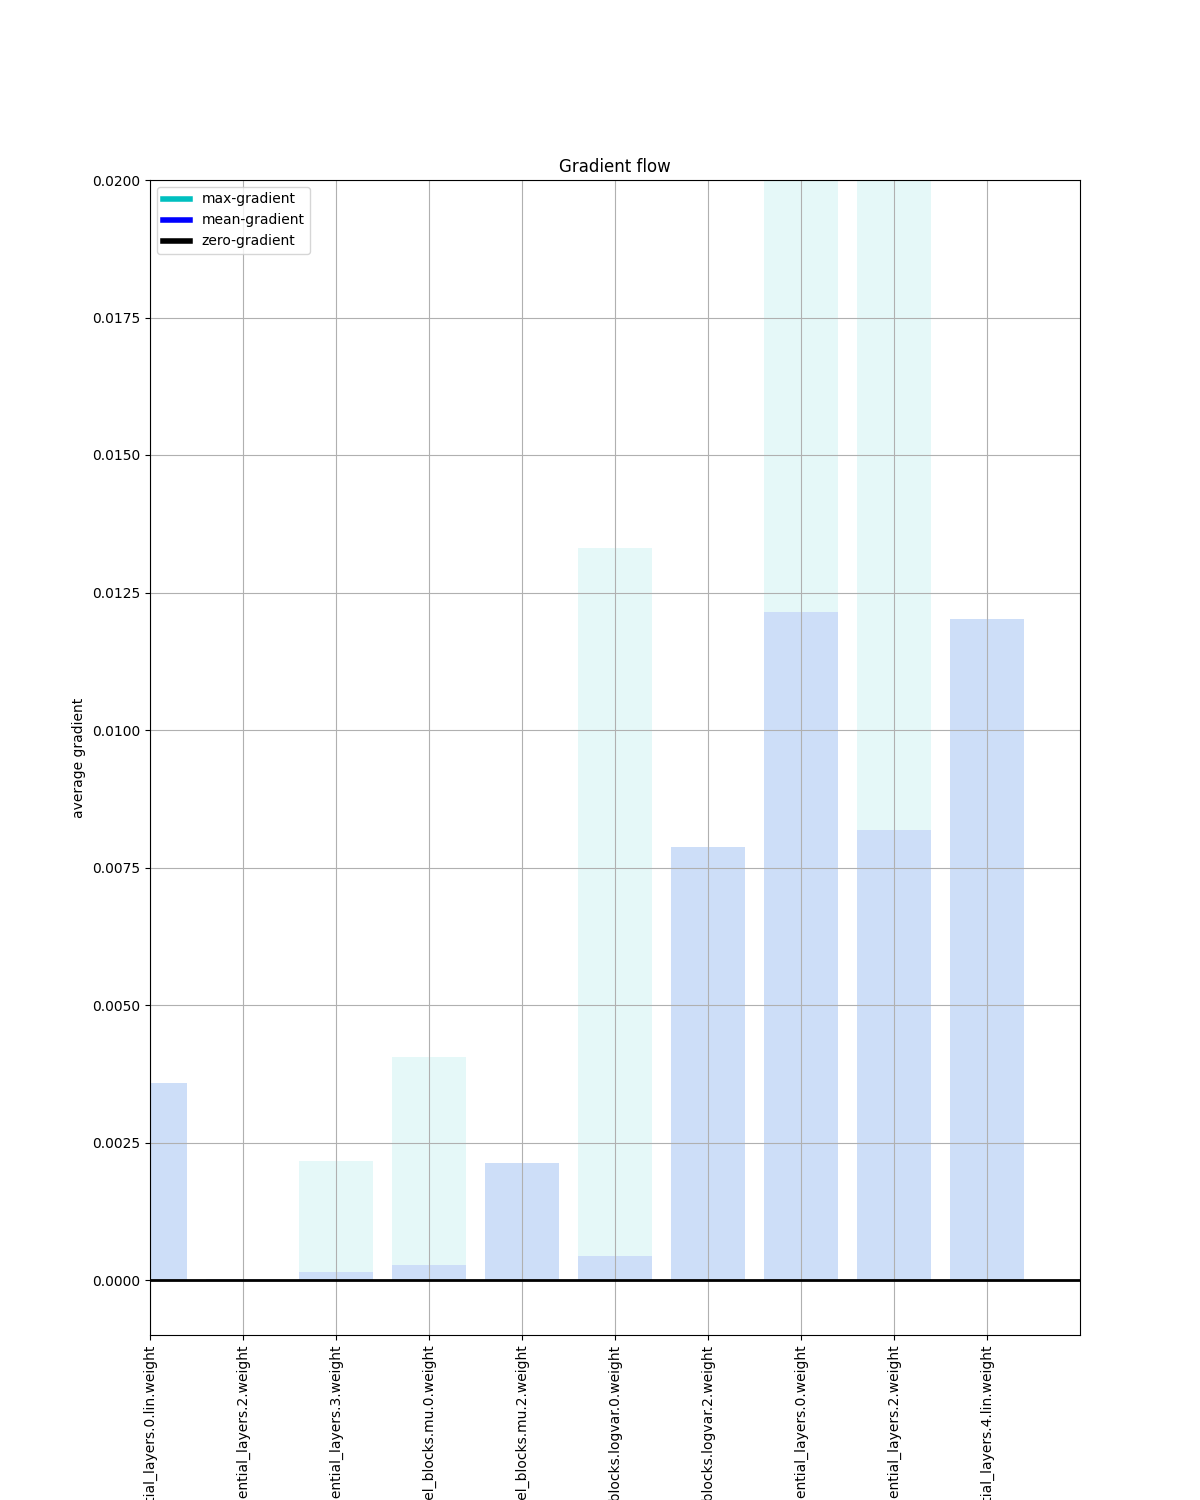 Gradient flow
max-gradient
mean-gradient
zero-gradient
0.0200
0.0175
0.0150
0.0125
0.0100
0.0075
0.0050
0.0025
0.0000
average gradient
tial_layers.0.lin.weight
ential_layers.2.weight
ential_layers.3.weight
el_blocks.mu.0.weight
el_blocks.mu.2.weight
blocks.logvar.0.weight
blocks.logvar.2.weight
ential_layers.0.weight
ential_layers.2.weight
tial_layers.4.lin.weight